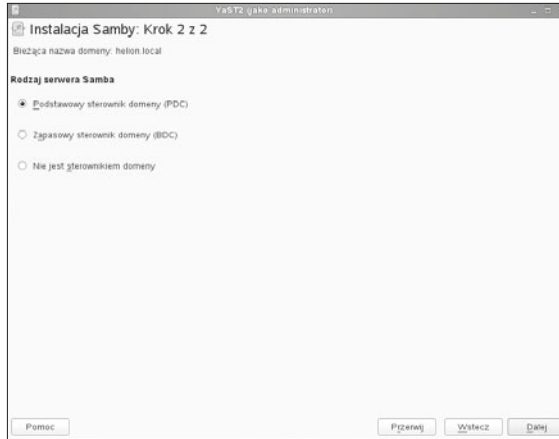 YaST2 (jako administrator)
Instalacja Samby: Krok 2 z 2
Bieżąca nazwa domeny: helion.local
Rodzaj serwera Samba
Podstawowy sterownik domeny (PDC)
Zapasowy sterownik domeny (BDC)
Nie jest sterownikiem domeny
Pomoc
Przerwij
Wstecz
Dalej